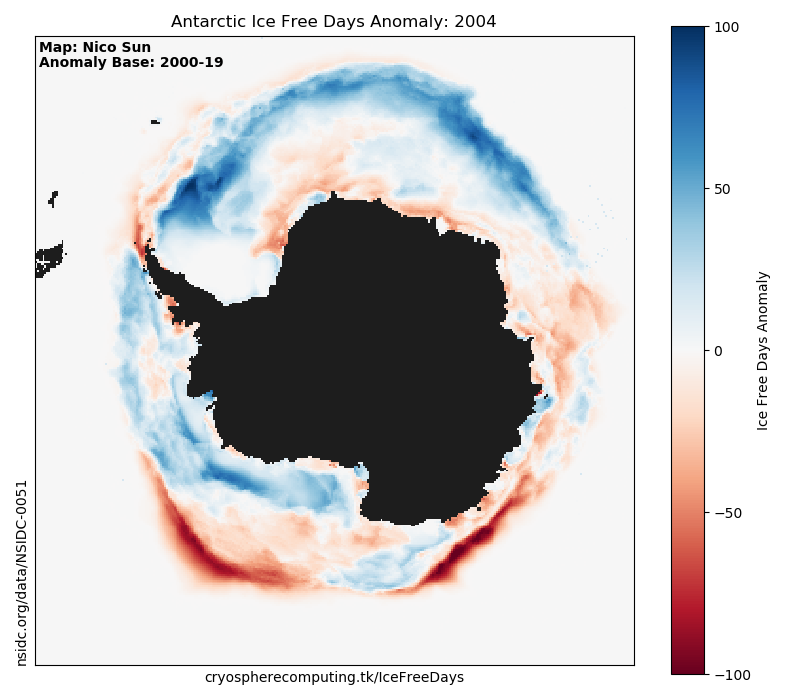 Antarctic Ice Free Days Anomaly: 2004
Map: Nico Sun
Anomaly Base: 2000-19
100
50
0
−50
−100
Ice Free Days Anomaly
nsidc.org/data/NSIDC-0051
cryospherecomputing.tk/IceFreeDays